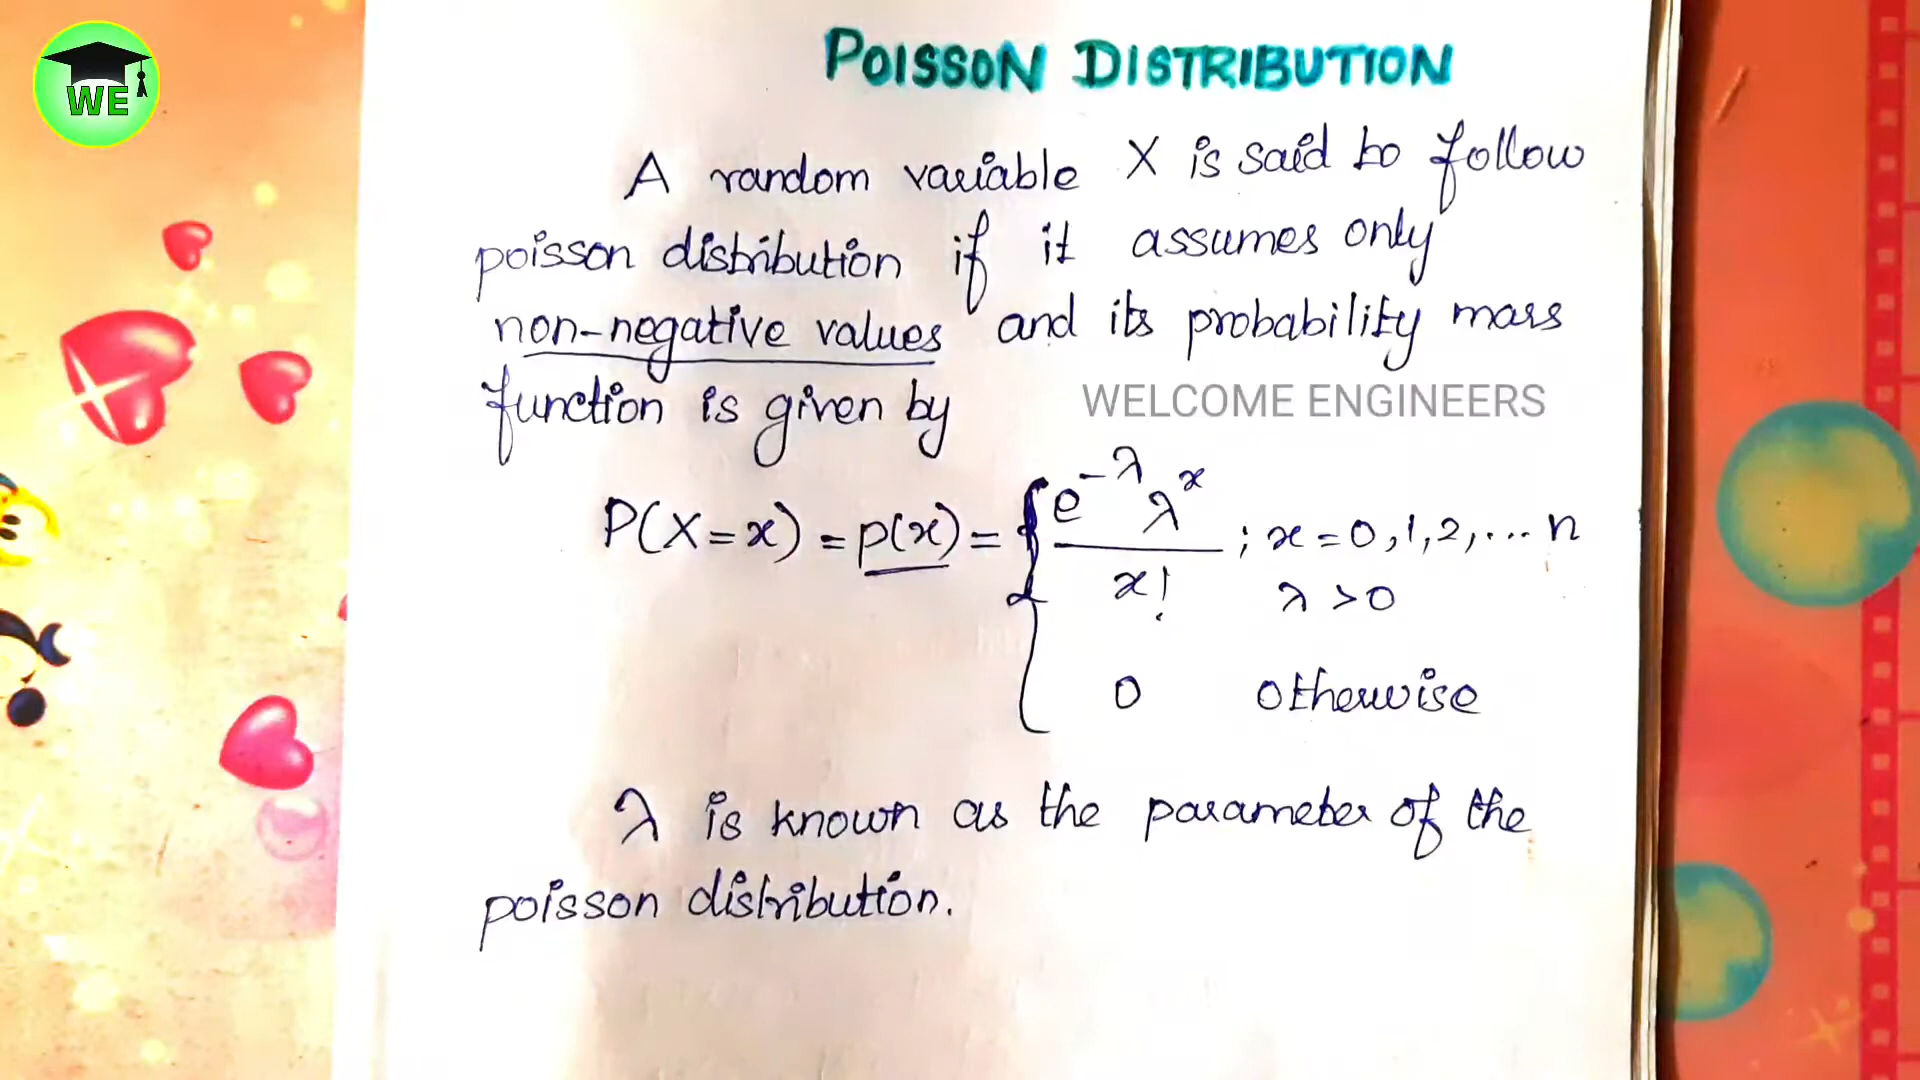 WE
POISSON DISTRIBUTION
A random variable X is said to follow
poisson distribution if it assumes only
non-negative values and its probability mass
function is given by
WELCOME ENGINEERS
P(X=x) = p(x) = { e^-λ λ^x / x! ; x = 0,1,2,... n
λ > 0
0 otherwise
λ is known as the parameter of the
poisson distribution.